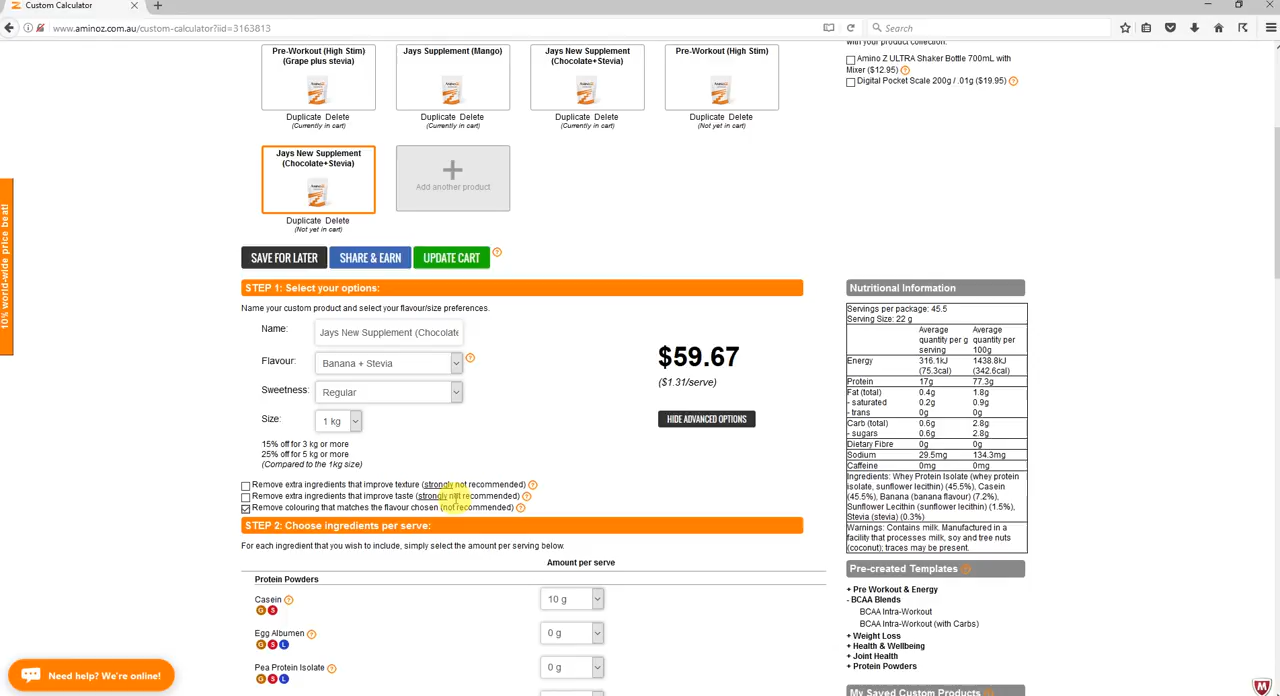 Custom Calculator
www.aminoz.com.au/custom-calculator?iid=3163813
Search
with your product collection.
Amino Z ULTRA Shaker Bottle 700mL with
Mixer ($12.95)
Digital Pocket Scale 200g / .01g ($19.95)
Pre-Workout (High Stim)
(Grape plus stevia)
Duplicate Delete
(Currently in cart)
Jays Supplement (Mango)
Duplicate Delete
(Currently in cart)
Jays New Supplement
(Chocolate+Stevia)
Duplicate Delete
(Currently in cart)
Pre-Workout (High Stim)
Duplicate Delete
(Not yet in cart)
Jays New Supplement
(Chocolate+Stevia)
Duplicate Delete
(Not yet in cart)
Add another product
10% world-wide price beat!
SAVE FOR LATER
SHARE & EARN
UPDATE CART
STEP 1: Select your options:
Name your custom product and select your flavour/size preferences.
Name: Jays New Supplement (Chocolate
Flavour: Banana + Stevia
Sweetness: Regular
Size: 1 kg
15% off for 3 kg or more
25% off for 5 kg or more
(Compared to the 1kg size)
$59.67
($1.31/serve)
HIDE ADVANCED OPTIONS
Remove extra ingredients that improve texture (strongly not recommended)
Remove extra ingredients that improve taste (strongly not recommended)
Remove colouring that matches the flavour chosen (not recommended)
STEP 2: Choose ingredients per serve:
For each ingredient that you wish to include, simply select the amount per serving below.
Amount per serve
Protein Powders
Casein 10 g
G S
Egg Albumen 0 g
G S L
Pea Protein Isolate 0 g
G S L
Nutritional Information
Servings per package: 45.5
Serving Size: 22 g
Average quantity per g serving
Average quantity per 100g
Energy 316.1kJ (75.3cal) 1438.8kJ (342.6cal)
Protein 17g 77.3g
Fat (total) 0.4g 1.8g
- saturated 0.2g 0.9g
- trans 0g 0g
Carb (total) 0.6g 2.8g
- sugars 0.6g 2.8g
Dietary Fibre 0g 0g
Sodium 29.5mg 134.3mg
Caffeine 0mg 0mg
Ingredients: Whey Protein Isolate (whey protein
isolate, sunflower lecithin) (45.5%), Casein
(45.5%), Banana (banana flavour) (7.2%),
Sunflower Lecithin (sunflower lecithin) (1.5%),
Stevia (stevia) (0.3%)
Warnings: Contains milk. Manufactured in a
facility that processes milk, soy and tree nuts
(coconut); traces may be present.
Pre-created Templates
+ Pre Workout & Energy
- BCAA Blends
BCAA Intra-Workout
BCAA Intra-Workout (with Carbs)
+ Weight Loss
+ Health & Wellbeing
+ Joint Health
+ Protein Powders
My Saved Custom Products
Need help? We're online!